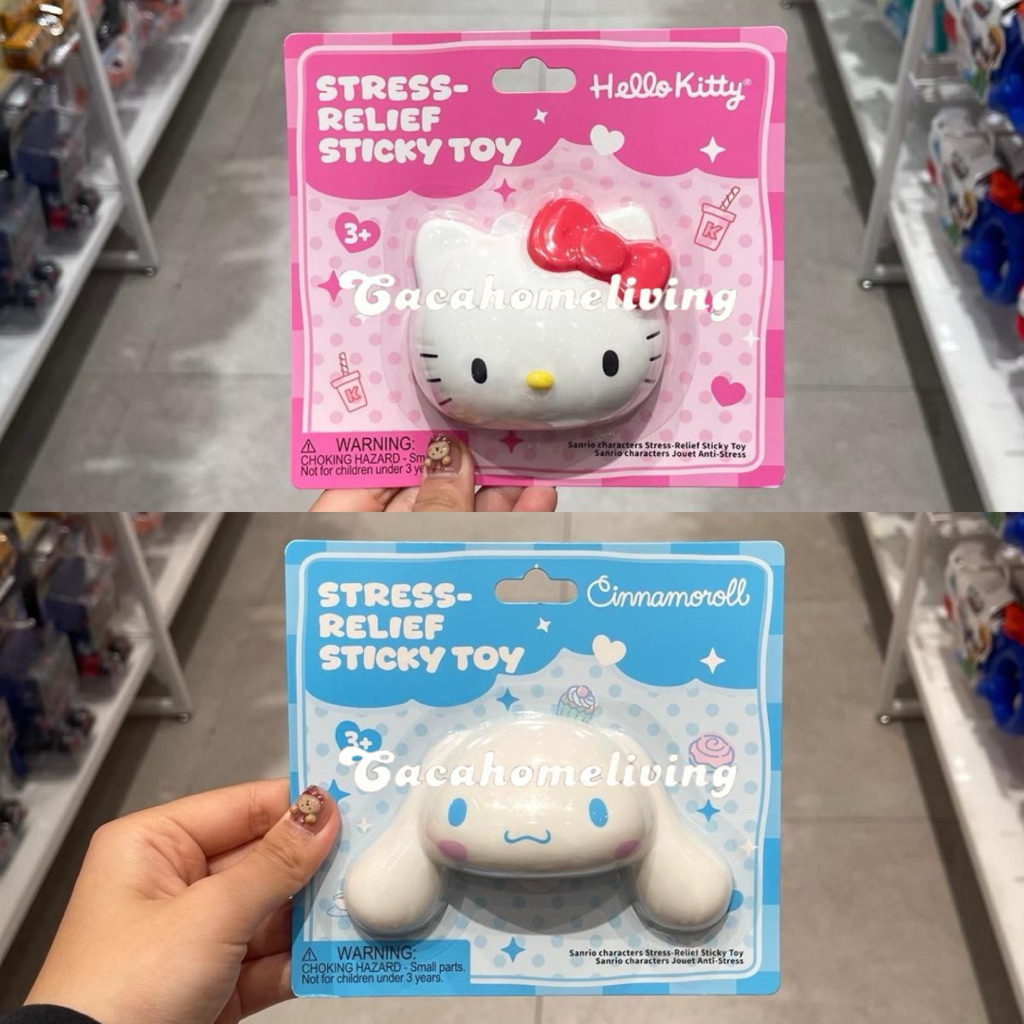 STRESS-
RELIEF
STICKY TOY
Hello Kitty®
3+
K
Cacahomeliving
K
WARNING:
CHOKING HAZARD - Sm
Not for children under 3 ye
Sanrio characters Stress-Relief Sticky Toy
Sanrio characters Jouet Anti-Stress
STRESS-
RELIEF
STICKY TOY
Cinnamoroll
3+
Cacahomeliving
WARNING:
CHOKING HAZARD - Small parts.
Not for children under 3 years.
Sanrio characters Stress-Relief Sticky Toy
Sanrio characters Jouet Anti-Stress